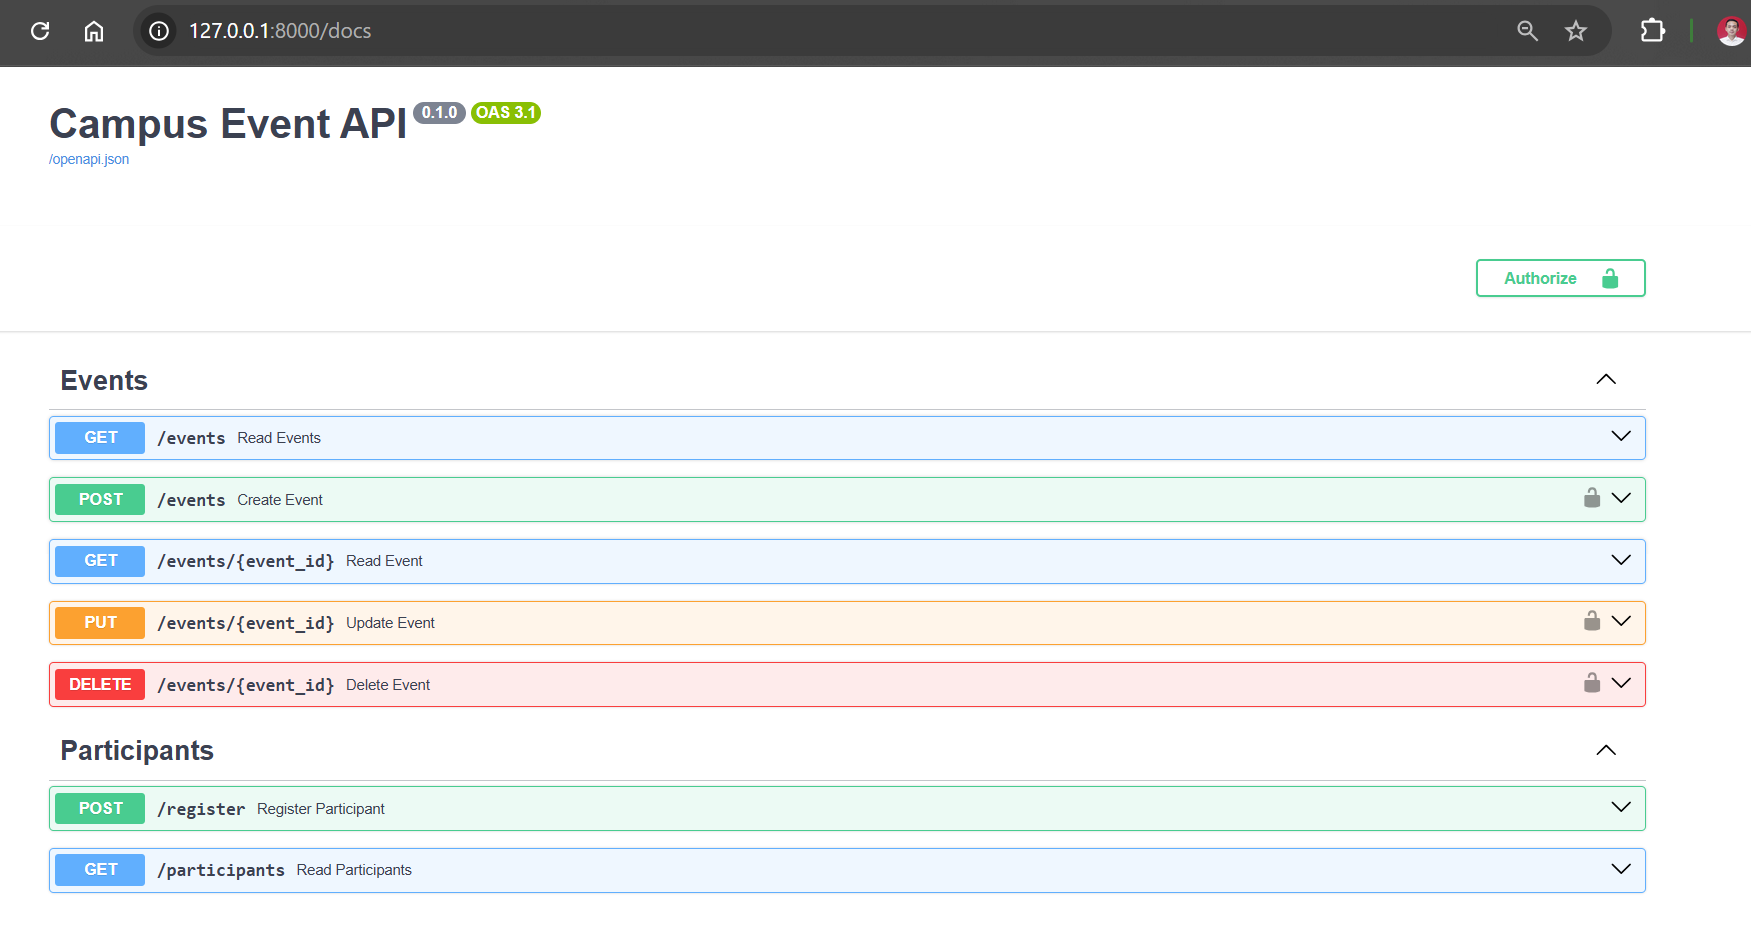 127.0.0.1:8000/docs
Campus Event API 0.1.0 OAS 3.1
/openapi.json
Authorize
Events
GET /events Read Events
POST /events Create Event
GET /events/{event_id} Read Event
PUT /events/{event_id} Update Event
DELETE /events/{event_id} Delete Event
Participants
POST /register Register Participant
GET /participants Read Participants